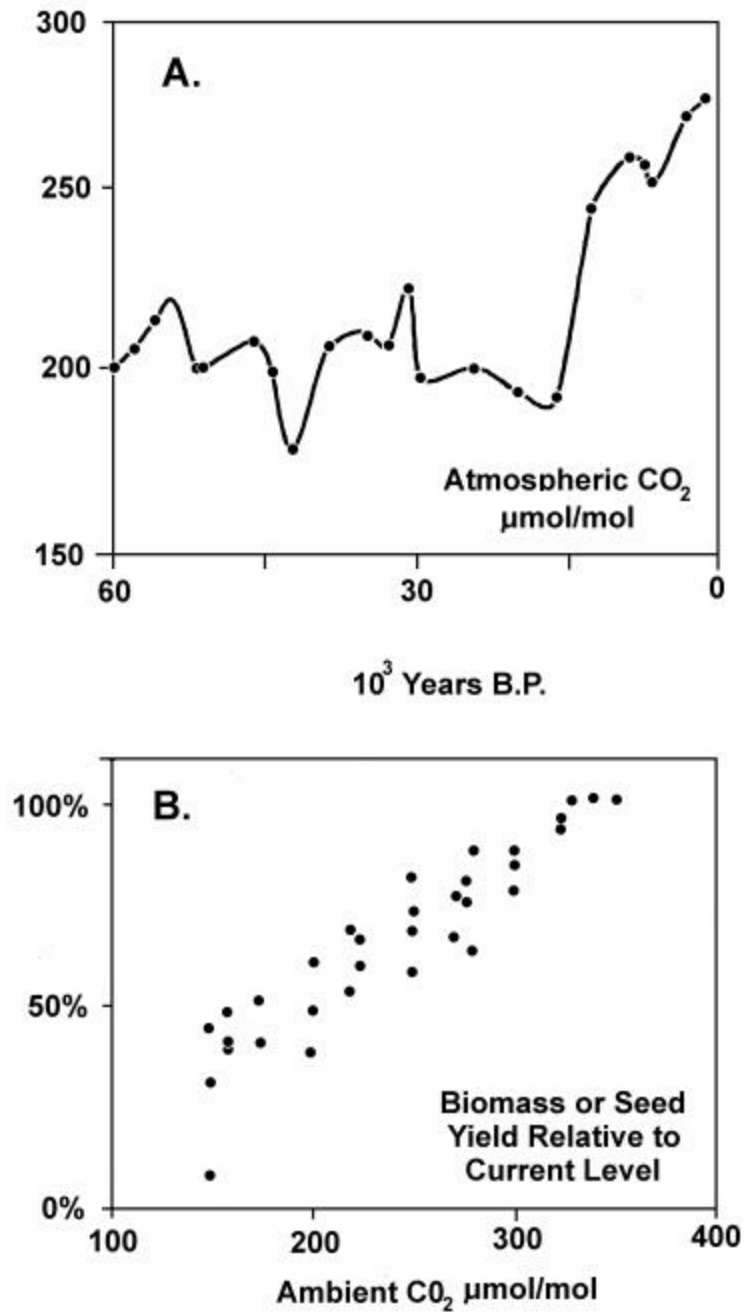 300
A.
250
200
Atmospheric CO₂
µmol/mol
150
60
30
0
10³ Years B.P.
100%
B.
50%
Biomass or Seed
Yield Relative to
Current Level
0%
100
200
300
400
Ambient C0₂ µmol/mol